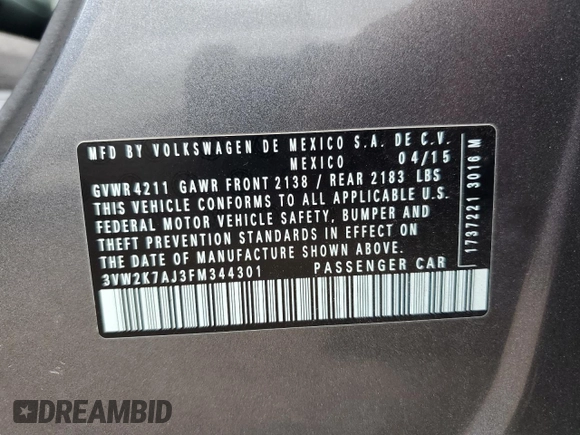 MFD BY VOLKSWAGEN DE MEXICO S.A. DE C.V.
MEXICO 04/15
GVWR 4211 GAWR FRONT 2138 / REAR 2183 LBS
THIS VEHICLE CONFORMS TO ALL APPLICABLE U.S.
FEDERAL MOTOR VEHICLE SAFETY, BUMPER AND
THEFT PREVENTION STANDARDS IN EFFECT ON
THE DATE OF MANUFACTURE SHOWN ABOVE.
3VW2K7AJ3FM344301 PASSENGER CAR
1737221 3016 M
DREAMBID